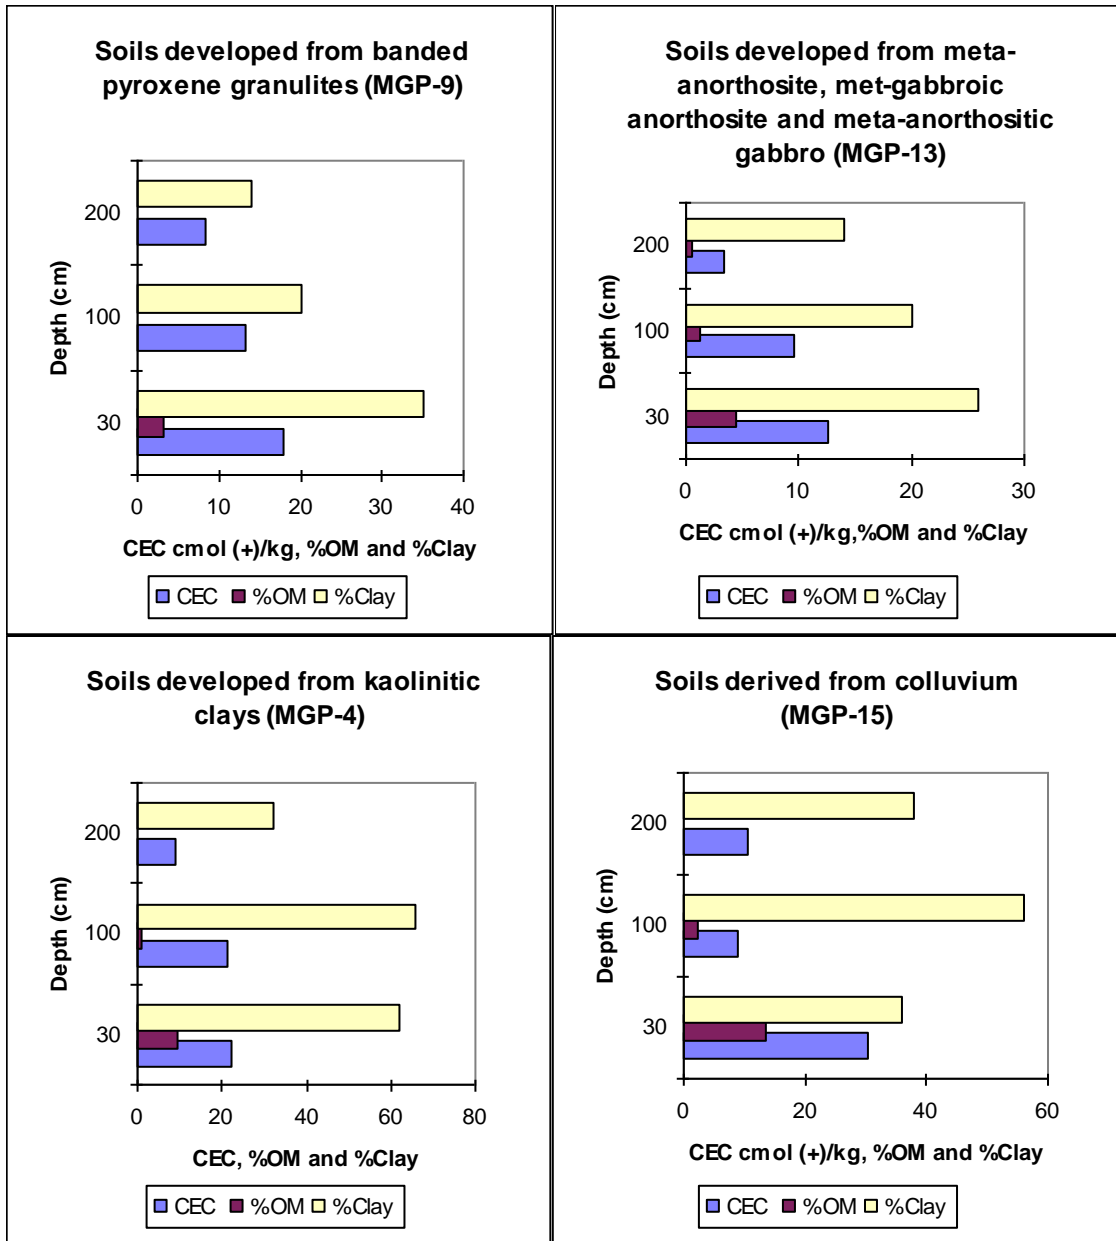 Soils developed from banded
pyroxene granulites (MGP-9)
200
100
30
Depth (cm)
0 10 20 30 40
CEC cmol (+)/kg, %OM and %Clay
CEC %OM %Clay
Soils developed from meta-
anorthosite, met-gabbroic
anorthosite and meta-anorthositic
gabbro (MGP-13)
200
100
30
Depth (cm)
0 10 20 30
CEC cmol (+)/kg,%OM and %Clay
CEC %OM %Clay
Soils developed from kaolinitic
clays (MGP-4)
200
100
30
Depth (cm)
0 20 40 60 80
CEC, %OM and %Clay
CEC %OM %Clay
Soils derived from colluvium
(MGP-15)
200
100
30
Depth (cm)
0 20 40 60
CEC cmol (+)/kg, %OM and %Clay
CEC %OM %Clay